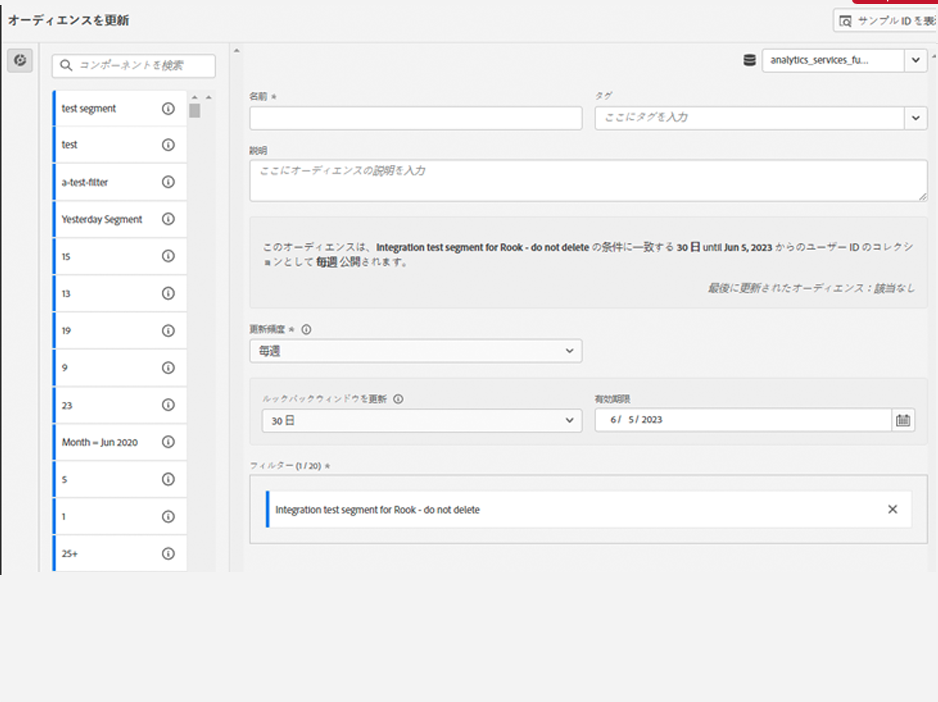 オーディエンスを更新
サンプル ID を表
コンポーネントを検索
analytics_services_fu...
test segment
test
a-test-filter
Yesterday Segment
15
13
19
9
23
Month = Jun 2020
5
1
25+
名前 *
タグ
ここにタグを入力
説明
ここにオーディエンスの説明を入力
このオーディエンスは、Integration test segment for Rook - do not delete の条件に一致する 30 日 until Jun 5, 2023 からのユーザー ID のコレクシ
ョンとして 毎週 公開されます。
最後に更新されたオーディエンス：該当なし
更新頻度 *
毎週
ルックバックウィンドウを更新
有効期限
30 日
6/ 5/ 2023
フィルター (1 / 20) *
Integration test segment for Rook - do not delete